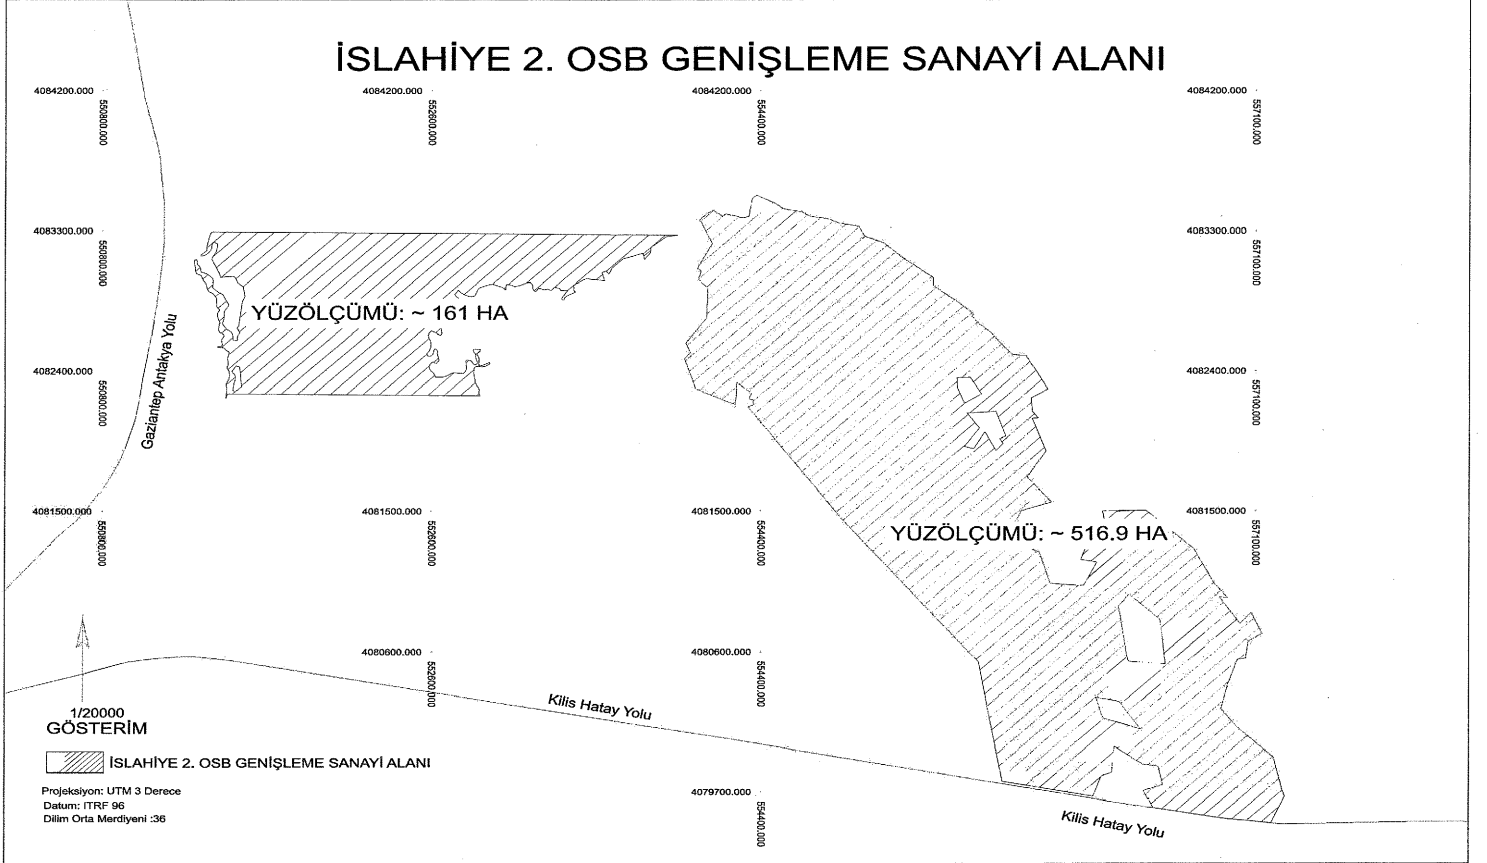 İSLAHİYE 2. OSB GENİŞLEME SANAYİ ALANI
4084200.000
550800.000
4084200.000
552600.000
4084200.000
554400.000
4084200.000
557100.000
4083300.000
550800.000
4083300.000
557100.000
YÜZÖLÇÜMÜ: ~ 161 HA
Gaziantep Antakya Yolu
4082400.000
550800.000
4082400.000
557100.000
4081500.000
550800.000
4081500.000
552600.000
4081500.000
554400.000
4081500.000
557100.000
YÜZÖLÇÜMÜ: ~ 516.9 HA
4080600.000
552600.000
4080600.000
554400.000
Kilis Hatay Yolu
1/20000
GÖSTERİM
İSLAHİYE 2. OSB GENİŞLEME SANAYİ ALANI
Projeksiyon: UTM 3 Derece
Datum: ITRF 96
Dilim Orta Merdiyeni :36
4079700.000
554400.000
Kilis Hatay Yolu